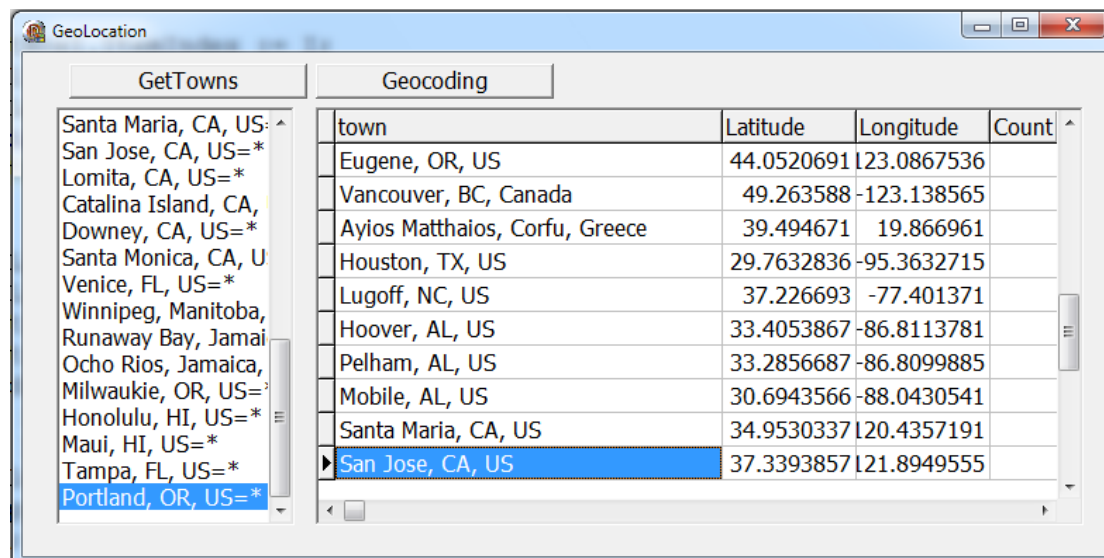 GeoLocation
GetTowns Geocoding
Santa Maria, CA, US=
San Jose, CA, US=*
Lomita, CA, US=*
Catalina Island, CA,
Downey, CA, US=*
Santa Monica, CA, U
Venice, FL, US=*
Winnipeg, Manitoba,
Runaway Bay, Jamai
Ocho Rios, Jamaica,
Milwaukie, OR, US=*
Honolulu, HI, US=*
Maui, HI, US=*
Tampa, FL, US=*
Portland, OR, US=*
town Latitude Longitude Count
Eugene, OR, US 44.0520691 123.0867536
Vancouver, BC, Canada 49.263588 -123.138565
Ayios Matthaios, Corfu, Greece 39.494671 19.866961
Houston, TX, US 29.7632836 -95.3632715
Lugoff, NC, US 37.226693 -77.401371
Hoover, AL, US 33.4053867 -86.8113781
Pelham, AL, US 33.2856687 -86.8099885
Mobile, AL, US 30.6943566 -88.0430541
Santa Maria, CA, US 34.9530337 120.4357191
San Jose, CA, US 37.3393857 121.8949555